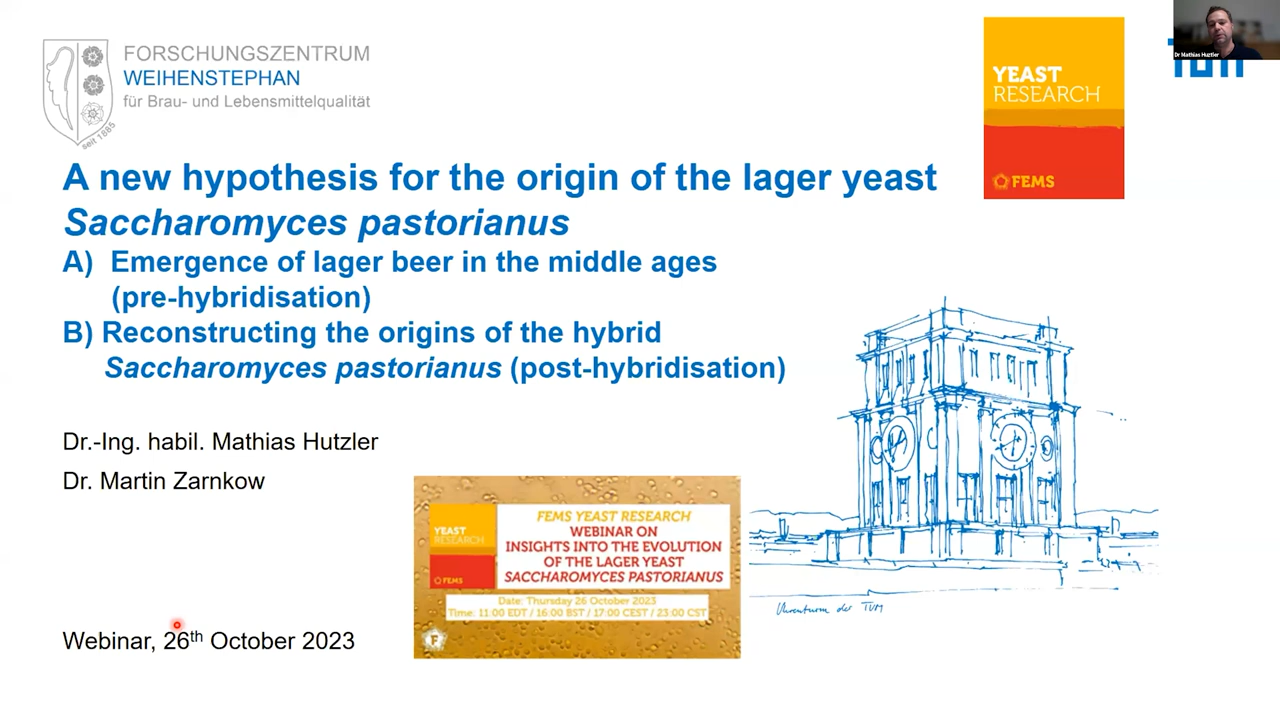 FORSCHUNGSZENTRUM
WEIHENSTEPHAN
für Brau- und Lebensmittelqualität
seit 1885
YEAST
RESEARCH
FEMS
Dr Mathias Hutzler
A new hypothesis for the origin of the lager yeast
Saccharomyces pastorianus
A) Emergence of lager beer in the middle ages
(pre-hybridisation)
B) Reconstructing the origins of the hybrid
Saccharomyces pastorianus (post-hybridisation)
Dr.-Ing. habil. Mathias Hutzler
Dr. Martin Zarnkow
YEAST
RESEARCH
FEMS
FEMS YEAST RESEARCH
WEBINAR ON
INSIGHTS INTO THE EVOLUTION
OF THE LAGER YEAST
SACCHAROMYCES PASTORIANUS
Date: Thursday 26 October 2023
Time: 11:00 EDT / 16:00 BST / 17:00 CEST / 23:00 CST
F
Uhrenturm der TUM
Webinar, 26th October 2023